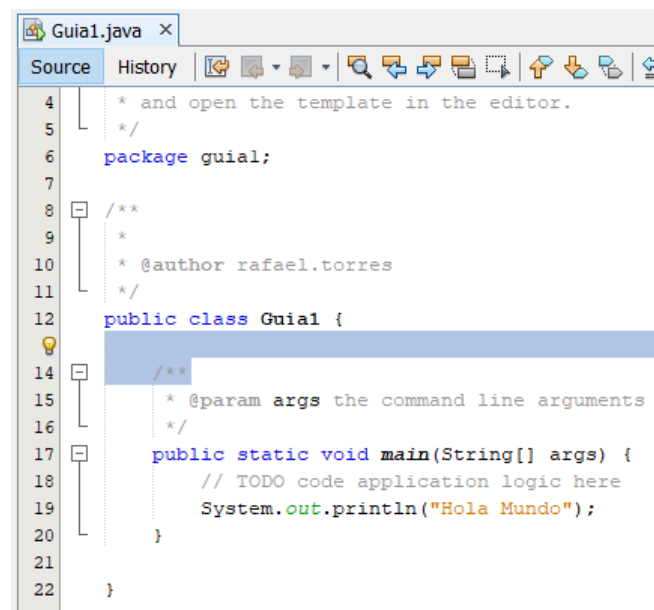 Guia1.java ×
Source History
4 * and open the template in the editor.
5 */
6 package guia1;
7
8 /**
9 *
10 * @author rafael.torres
11 */
12 public class Guia1 {
14 /**
15 * @param args the command line arguments
16 */
17 public static void main(String[] args) {
18 // TODO code application logic here
19 System.out.println("Hola Mundo");
20 }
21
22 }